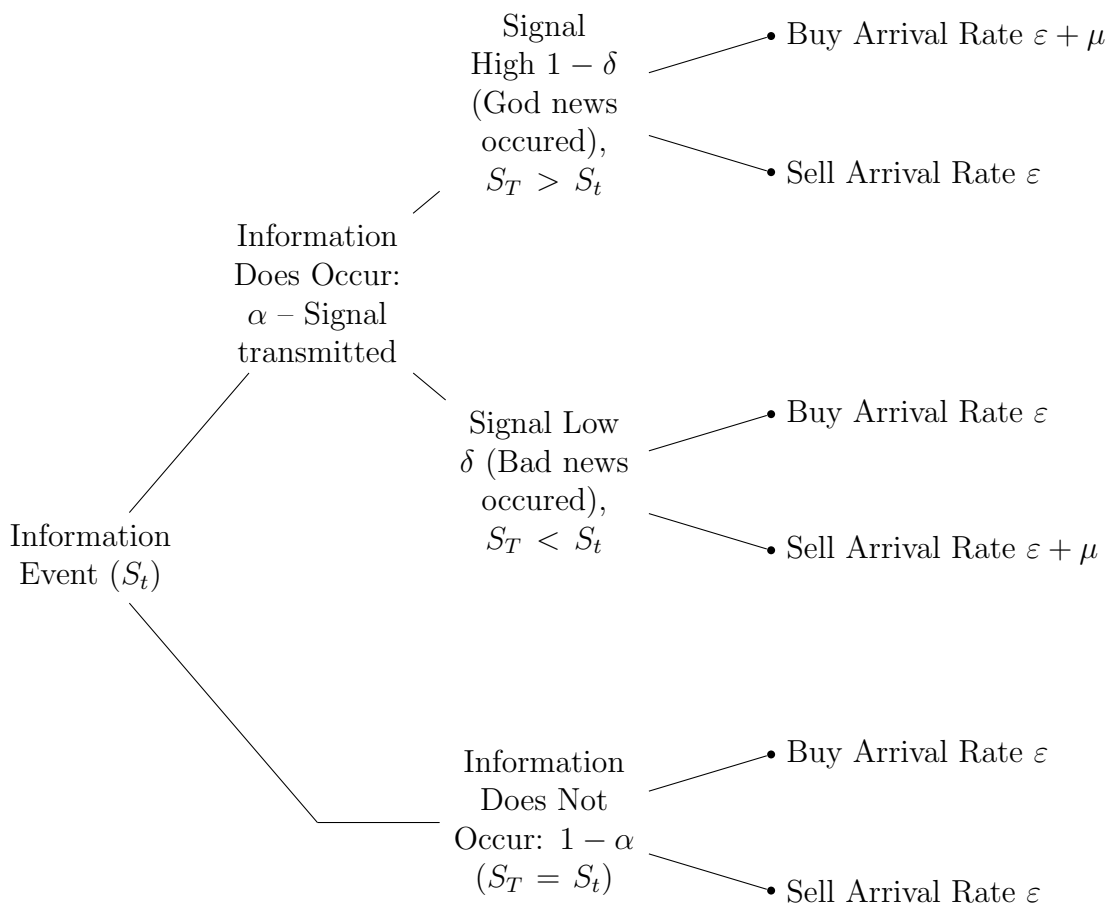 Signal
High 1 − δ
(God news
occured),
S_T > S_t
Buy Arrival Rate ε + μ
Sell Arrival Rate ε
Information
Does Occur:
α – Signal
transmitted
Signal Low
δ (Bad news
occured),
S_T < S_t
Buy Arrival Rate ε
Sell Arrival Rate ε + μ
Information
Event (S_t)
Information
Does Not
Occur: 1 − α
(S_T = S_t)
Buy Arrival Rate ε
Sell Arrival Rate ε